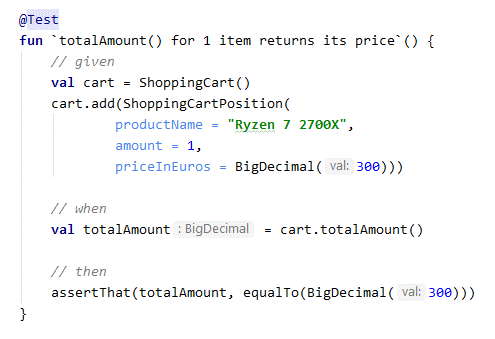 @Test
fun `totalAmount() for 1 item returns its price`() {
// given
val cart = ShoppingCart()
cart.add(ShoppingCartPosition(
productName = "Ryzen 7 2700X",
amount = 1,
priceInEuros = BigDecimal( val: 300)))
// when
val totalAmount : BigDecimal = cart.totalAmount()
// then
assertThat(totalAmount, equalTo(BigDecimal( val: 300)))
}